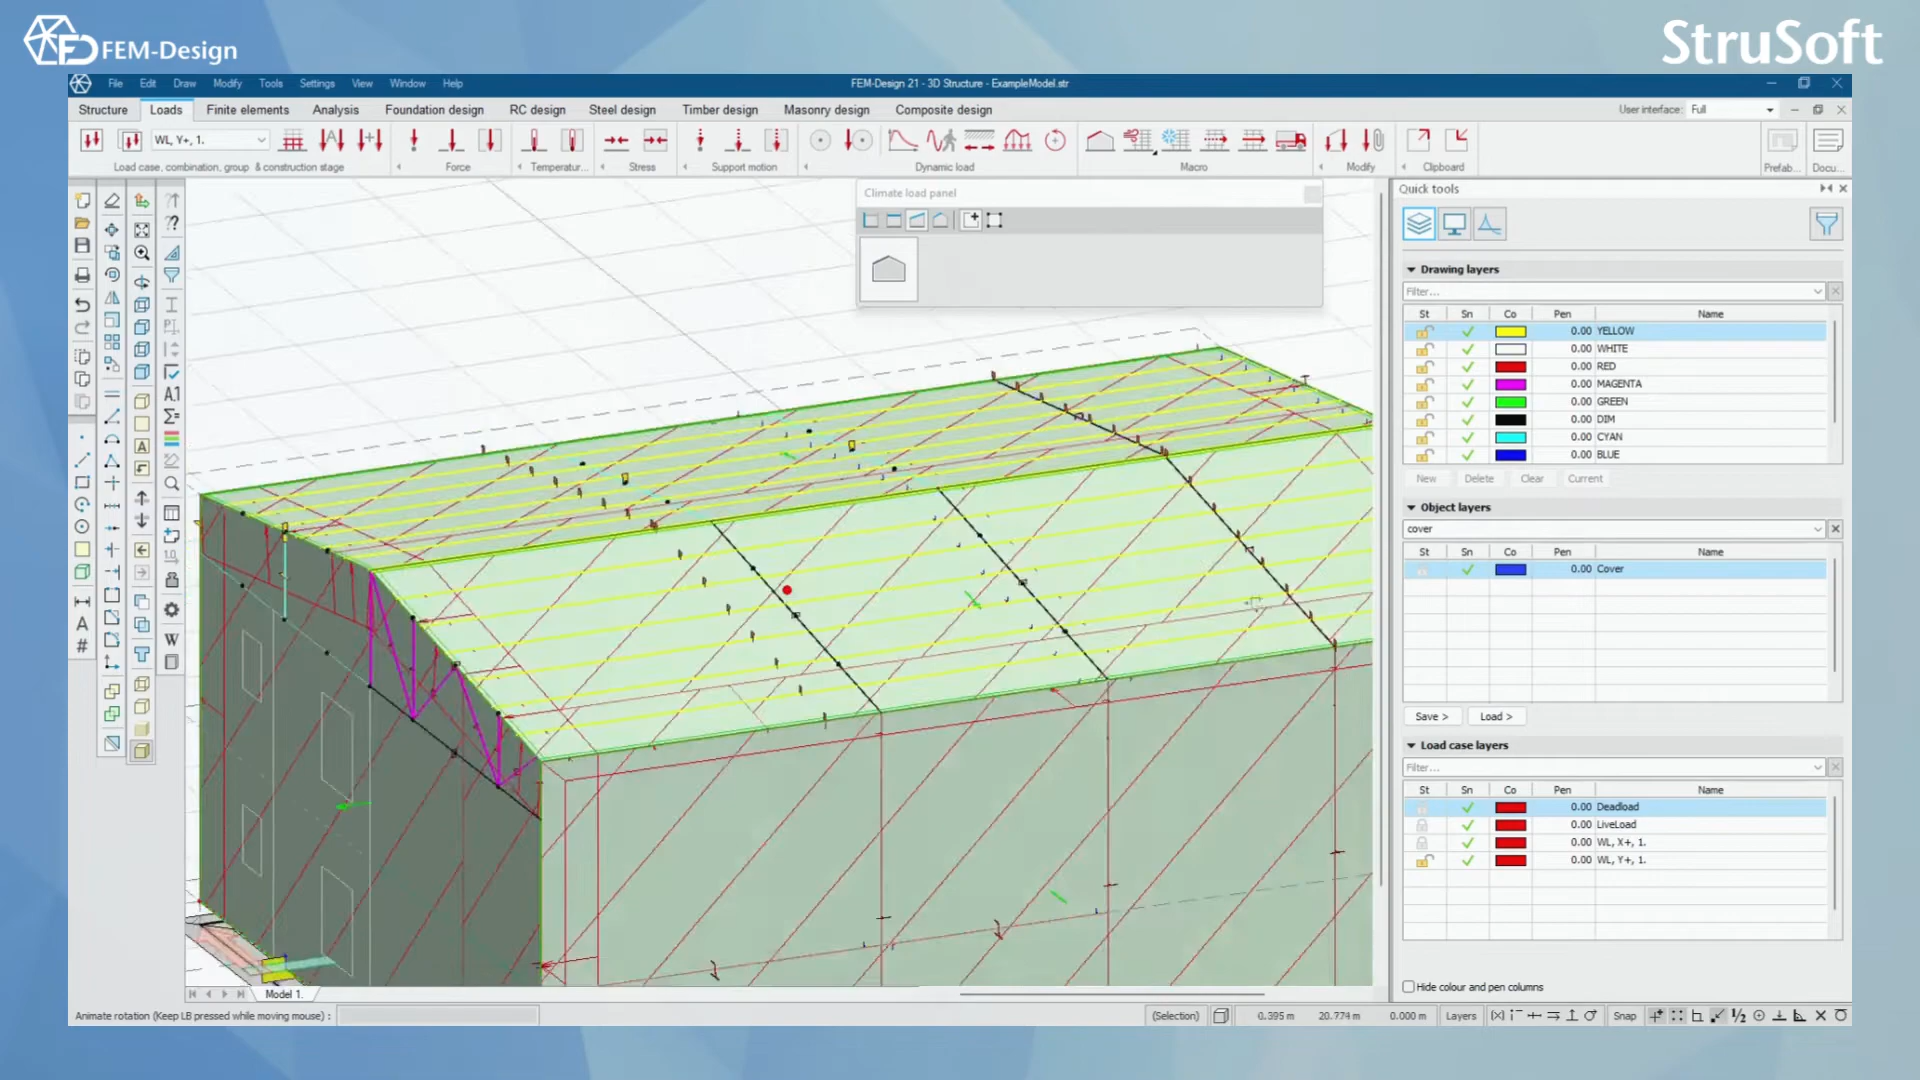 FEM-Design
StruSoft
File Edit Draw Modify Tools Settings View Window Help
FEM-Design 21 - 3D Structure - ExampleModel.str
Structure Loads Finite elements Analysis Foundation design RC design Steel design Timber design Masonry design Composite design
User interface: Full
WL, Y+, 1.
Load case, combination, group & construction stage Force Temperatur... Stress Support motion Dynamic load Macro Modify Clipboard Prefab... Docu...
Climate load panel
Quick tools
Drawing layers
Filter...
St Sn Co Pen Name
0.00 YELLOW
0.00 WHITE
0.00 RED
0.00 MAGENTA
0.00 GREEN
0.00 DIM
0.00 CYAN
0.00 BLUE
New Delete Clear Current
Object layers
cover
St Sn Co Pen Name
0.00 Cover
Save > Load >
Load case layers
Filter...
St Sn Co Pen Name
0.00 Deadload
0.00 LiveLoad
0.00 WL, X+, 1.
0.00 WL, Y+, 1.
Hide colour and pen columns
Model 1.
Animate rotation (Keep LB pressed while moving mouse) :
(Selection) 0.395 m 20.774 m 0.000 m Layers Snap